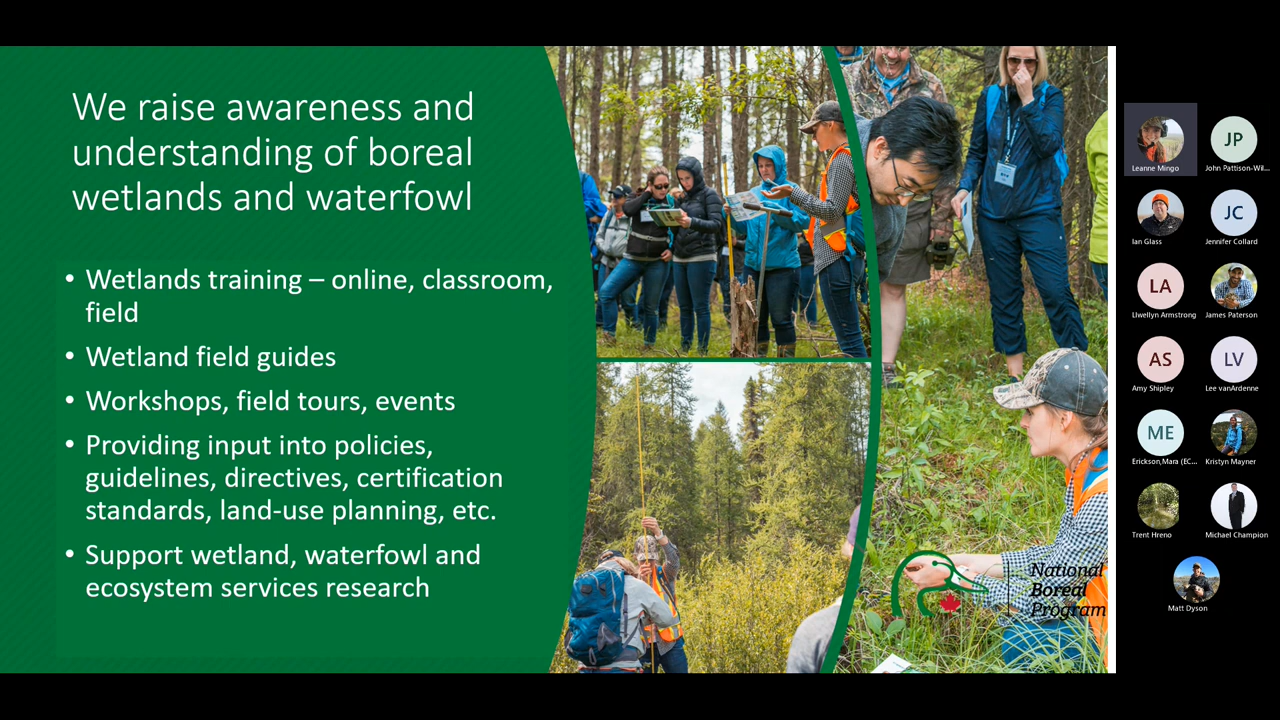 We raise awareness and
understanding of boreal
wetlands and waterfowl
• Wetlands training – online, classroom,
field
• Wetland field guides
• Workshops, field tours, events
• Providing input into policies,
guidelines, directives, certification
standards, land-use planning, etc.
• Support wetland, waterfowl and
ecosystem services research
National
Boreal
Program
Leanne Mingo
JP
John Pattison-Wil...
Ian Glass
JC
Jennifer Collard
LA
Llwellyn Armstrong
James Paterson
AS
Amy Shipley
LV
Lee vanArdenne
ME
Erickson,Mara (EC...
Kristyn Mayner
Trent Hreno
Michael Champion
Matt Dyson